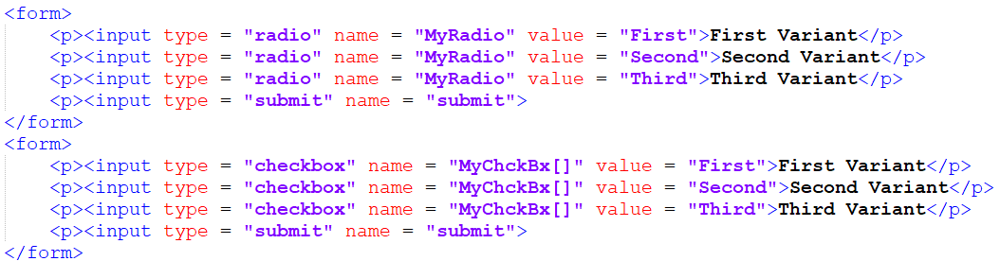 <form>
    <p><input type = "radio" name = "MyRadio" value = "First">First Variant</p>
    <p><input type = "radio" name = "MyRadio" value = "Second">Second Variant</p>
    <p><input type = "radio" name = "MyRadio" value = "Third">Third Variant</p>
    <p><input type = "submit" name = "submit">
</form>
<form>
    <p><input type = "checkbox" name = "MyChckBx[]" value = "First">First Variant</p>
    <p><input type = "checkbox" name = "MyChckBx[]" value = "Second">Second Variant</p>
    <p><input type = "checkbox" name = "MyChckBx[]" value = "Third">Third Variant</p>
    <p><input type = "submit" name = "submit">
</form>